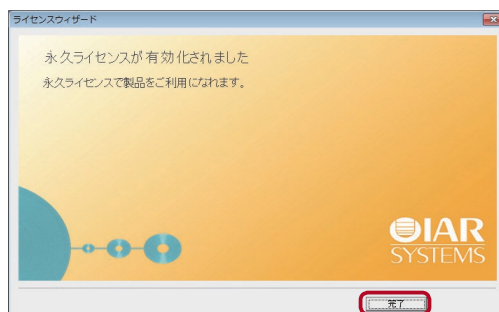 ライセンスウィザード
永久ライセンスが有効化されました
永久ライセンスで製品をご利用になれます。
IAR
SYSTEMS
完了